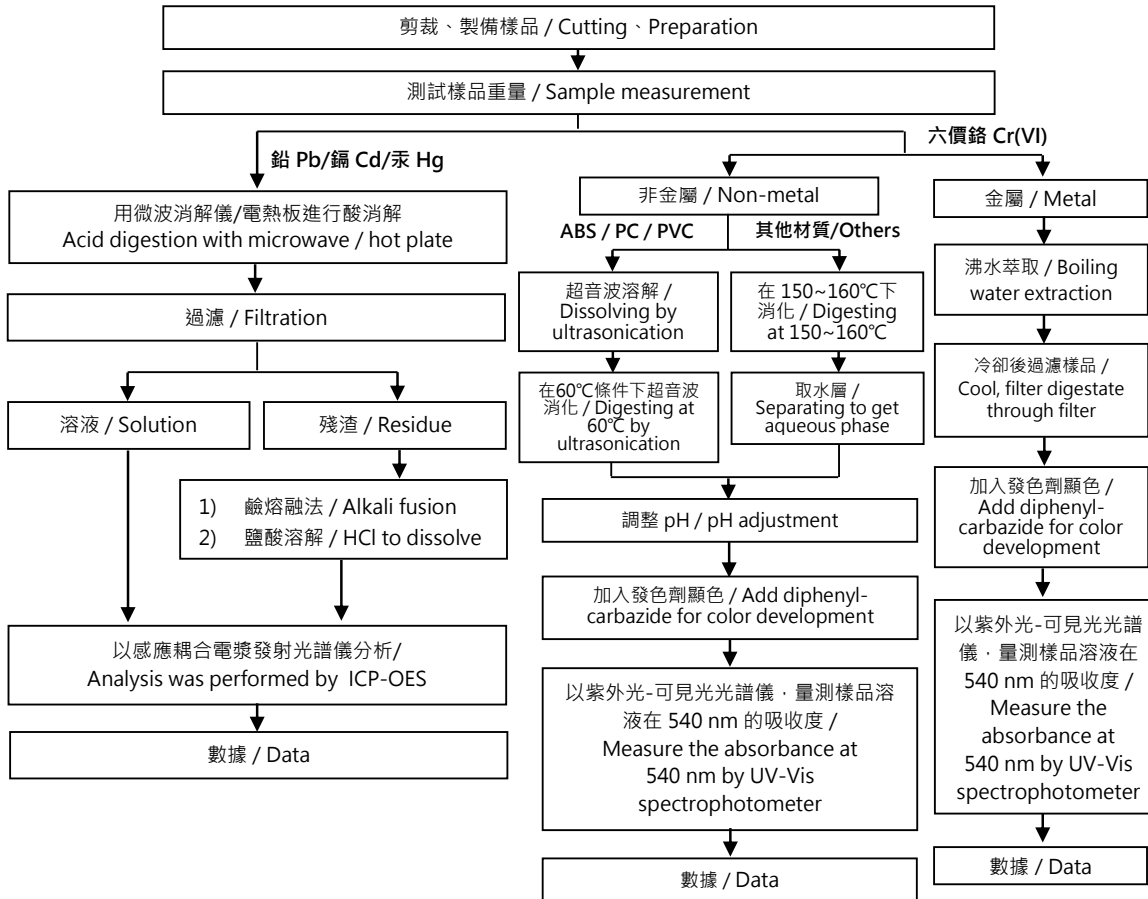 剪裁、製備樣品 / Cutting、Preparation
測試樣品重量 / Sample measurement
鉛 Pb/鎘 Cd/汞 Hg
六價鉻 Cr(VI)
用微波消解儀/電熱板進行酸消解
Acid digestion with microwave / hot plate
過濾 / Filtration
溶液 / Solution
殘渣 / Residue
1) 鹼熔融法 / Alkali fusion
2) 鹽酸溶解 / HCl to dissolve
以感應耦合電漿發射光譜儀分析/
Analysis was performed by ICP-OES
數據 / Data
非金屬 / Non-metal
ABS / PC / PVC
其他材質/Others
超音波溶解 /
Dissolving by
ultrasonication
在60℃條件下超音波
消化 / Digesting at
60℃ by
ultrasonication
在 150~160℃下
消化 / Digesting
at 150~160℃
取水層 /
Separating to get
aqueous phase
調整 pH / pH adjustment
加入發色劑顯色 / Add diphenyl-
carbazide for color development
以紫外光-可見光光譜儀，量測樣品溶
液在 540 nm 的吸收度 /
Measure the absorbance at
540 nm by UV-Vis
spectrophotometer
數據 / Data
金屬 / Metal
沸水萃取 / Boiling
water extraction
冷卻後過濾樣品 /
Cool, filter digestate
through filter
加入發色劑顯色 /
Add diphenyl-
carbazide for color
development
以紫外光-可見光光譜
儀，量測樣品溶液在
540 nm 的吸收度 /
Measure the
absorbance at
540 nm by UV-Vis
spectrophotometer
數據 / Data